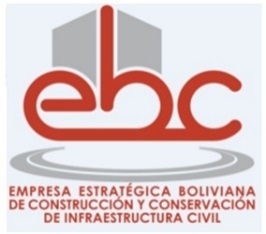 ebc
EMPRESA ESTRATÉGICA BOLIVIANA
DE CONSTRUCCIÓN Y CONSERVACIÓN
DE INFRAESTRUCTURA CIVIL